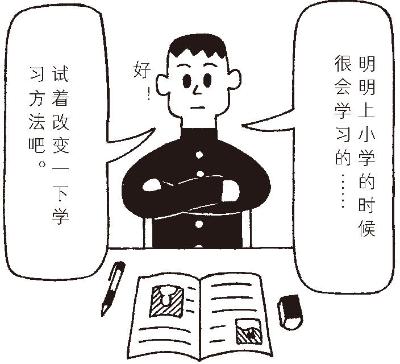 明明上小学的时候
很会学习的……
好！
试着改变一下学
习方法吧。